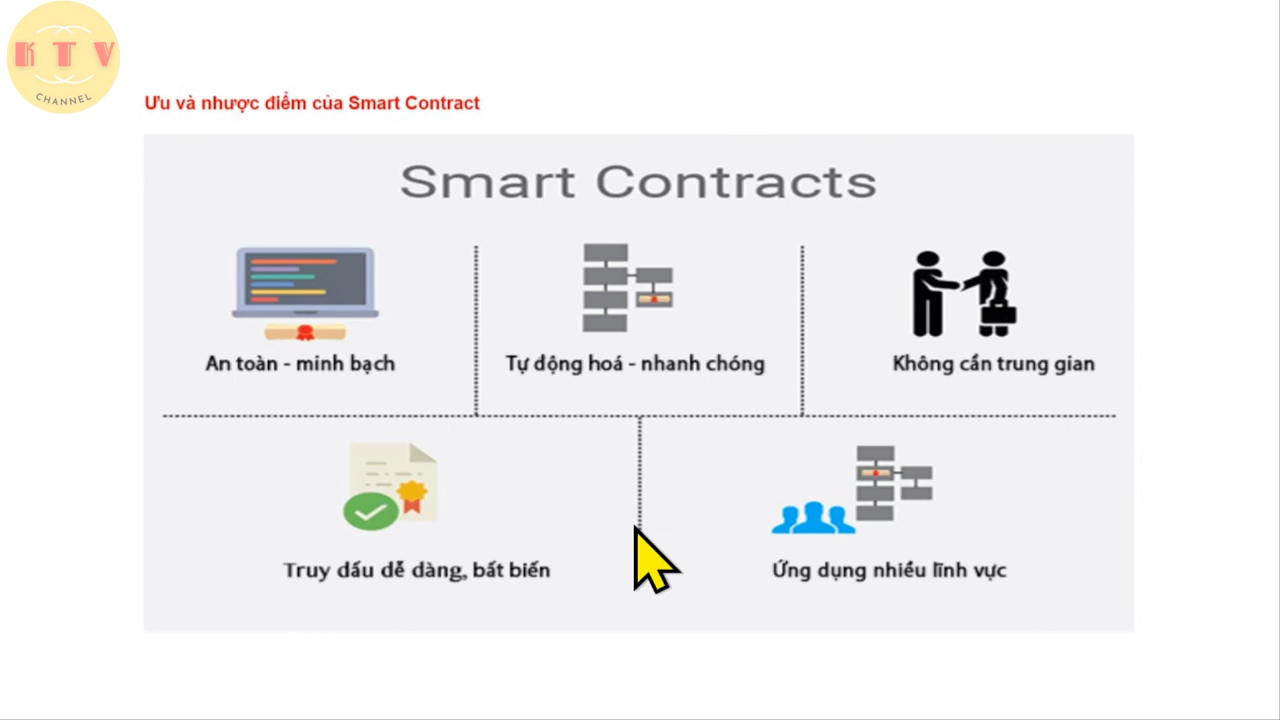 KTV
CHANNEL
Ưu và nhược điểm của Smart Contract
Smart Contracts
An toàn - minh bạch
Tự động hoá - nhanh chóng
Không cần trung gian
Truy dấu dễ dàng, bất biến
Ứng dụng nhiều lĩnh vực